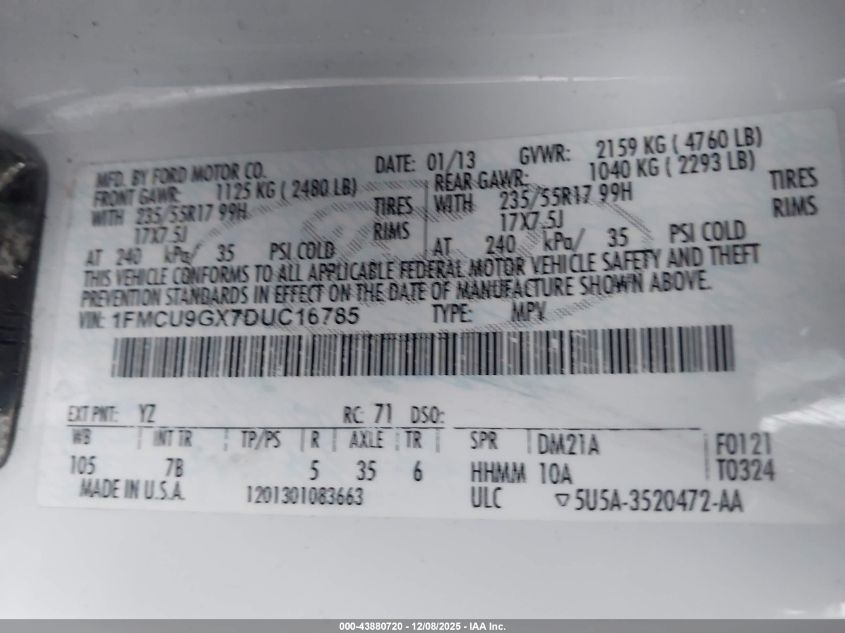 MFD. BY FORD MOTOR CO. DATE: 01/13 GVWR: 2159 KG ( 4760 LB)
FRONT GAWR: 1125 KG ( 2480 LB) REAR GAWR: 1040 KG ( 2293 LB)
WITH 235/55R17 99H TIRES WITH 235/55R17 99H TIRES
17X7.5J RIMS 17X7.5J RIMS
AT 240 kPa/ 35 PSI COLD AT 240 kPa/ 35 PSI COLD
THIS VEHICLE CONFORMS TO ALL APPLICABLE FEDERAL MOTOR VEHICLE SAFETY AND THEFT
PREVENTION STANDARDS IN EFFECT ON THE DATE OF MANUFACTURE SHOWN ABOVE.
VIN: 1FMCU9GX7DUC16785 TYPE: MPV
EXT PNT: YZ RC: 71 DSO:
WB INT TR TP/PS R AXLE TR SPR DM21A F0121
105 7B 5 35 6 HHMM 10A T0324
MADE IN U.S.A. 1201301083663 ULC ▽5U5A-3520472-AA
000-43880720 • 12/08/2025 - IAA Inc.